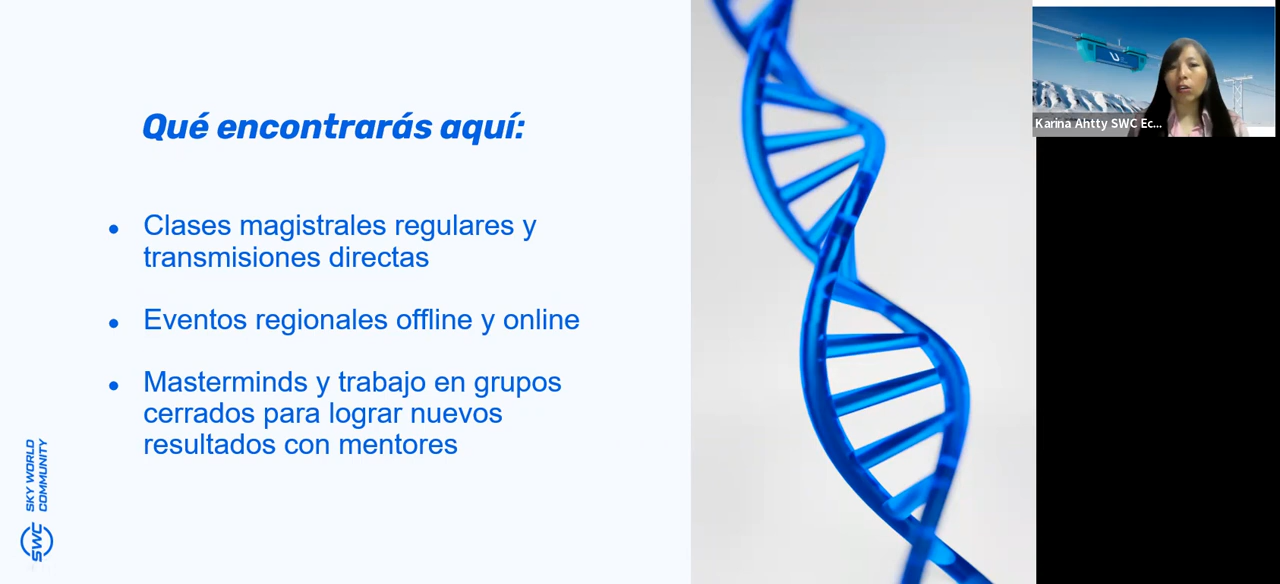 Qué encontrarás aquí:
Clases magistrales regulares y
transmisiones directas
Eventos regionales offline y online
Masterminds y trabajo en grupos
cerrados para lograr nuevos
resultados con mentores
SKY WORLD
COMMUNITY
SWC
Karina Ahtty SWC Ec...